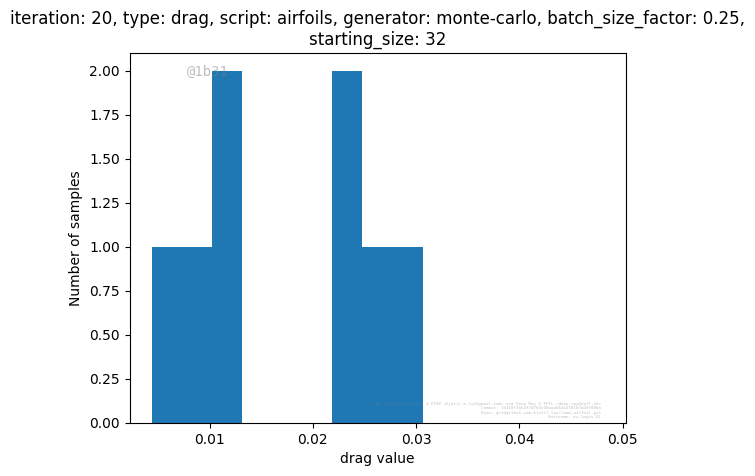 iteration: 20, type: drag, script: airfoils, generator: monte-carlo, batch_size_factor: 0.25,
starting_size: 32
@1b31
2.00
1.75
1.50
1.25
1.00
0.75
0.50
0.25
0.00
Number of samples
0.01
0.02
0.03
0.04
0.05
drag value